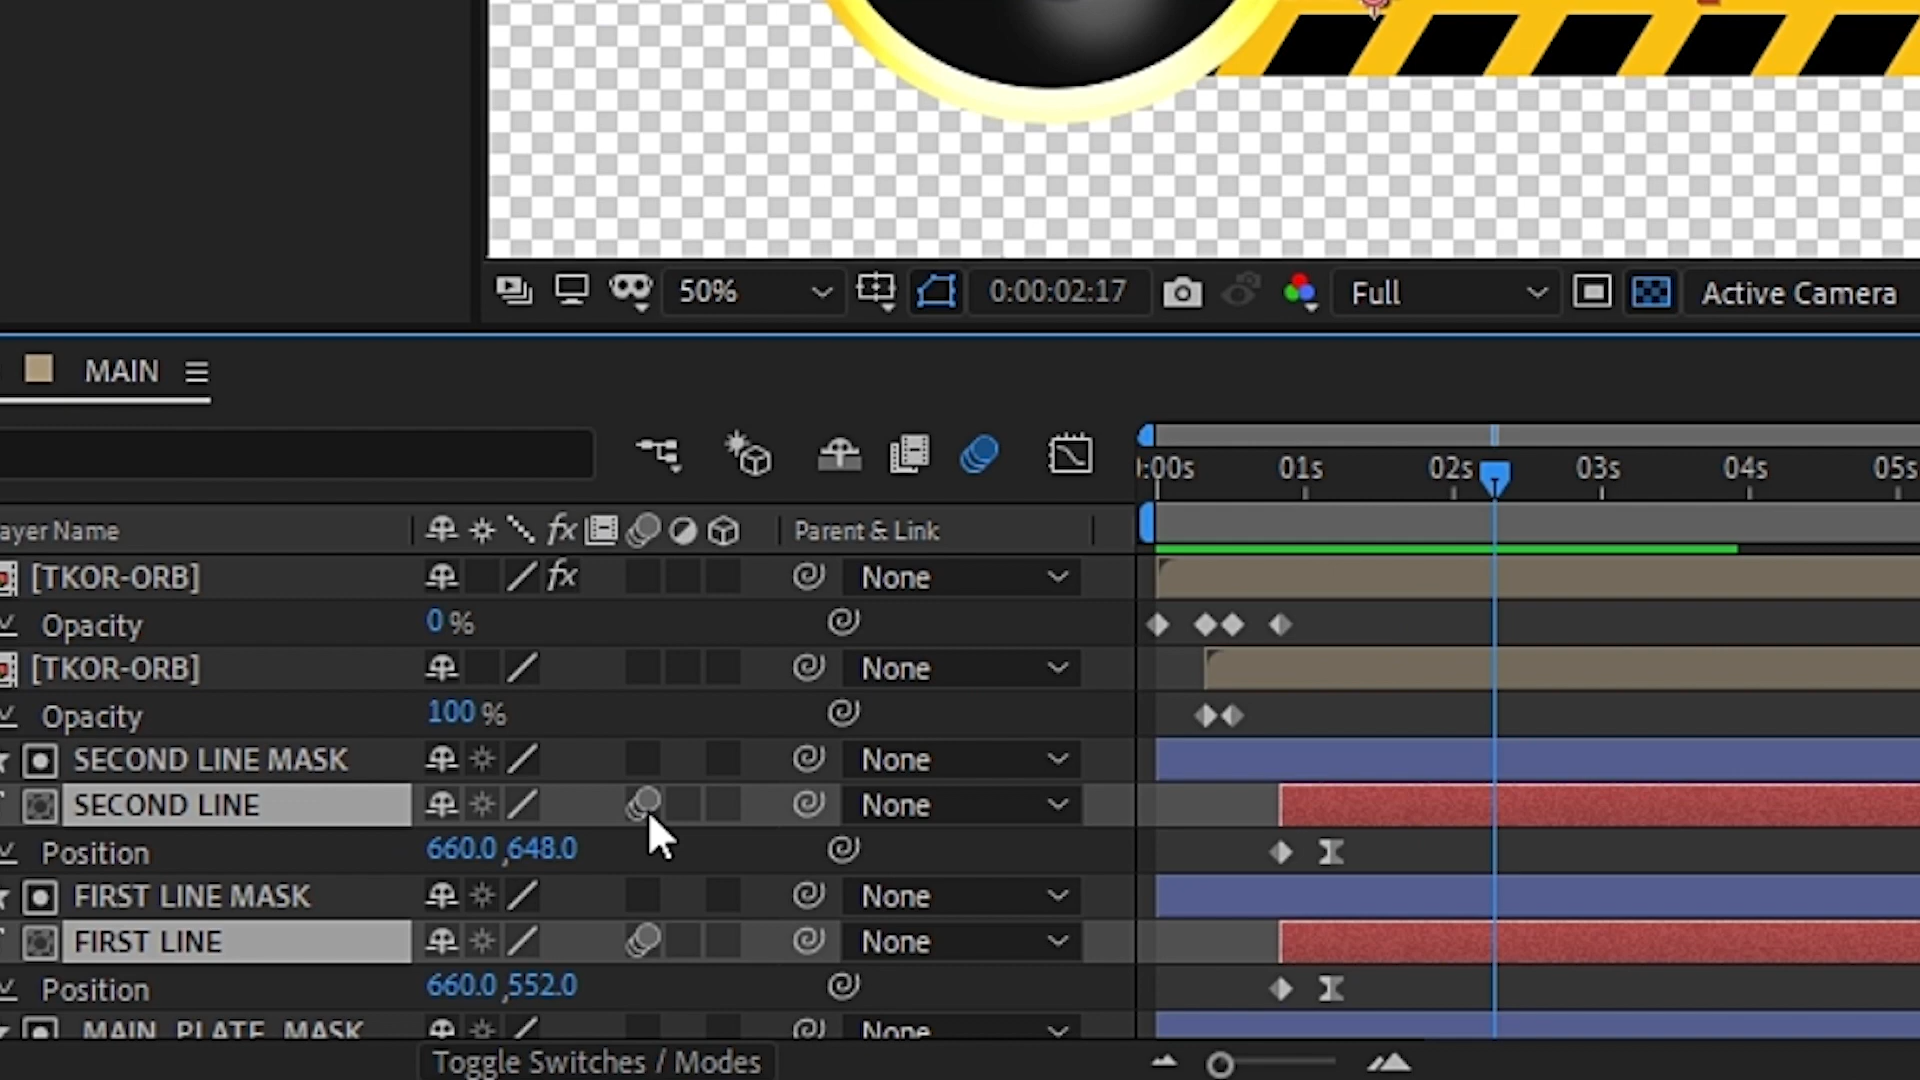 50%
0:00:02:17
Full
Active Camera
MAIN
:00s 01s 02s 03s 04s 05s
ayer Name
fx
Parent & Link
[TKOR-ORB]
fx
None
Opacity
0 %
[TKOR-ORB]
None
Opacity
100 %
SECOND LINE MASK
None
SECOND LINE
None
Position
660.0 ,648.0
FIRST LINE MASK
None
FIRST LINE
None
Position
660.0 ,552.0
MAIN_PLATE_MASK
None
Toggle Switches / Modes